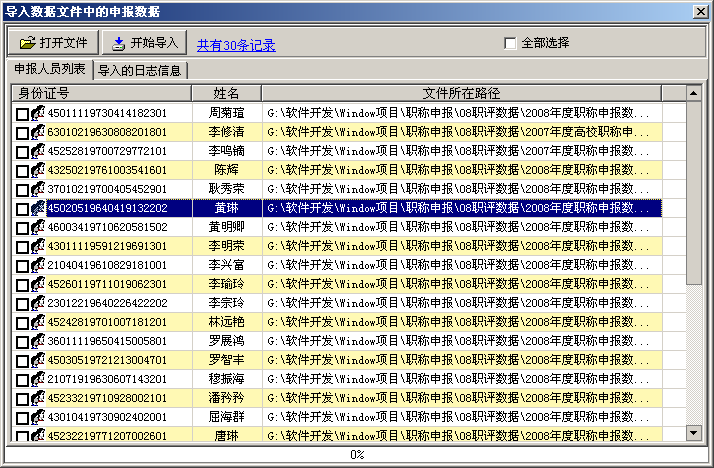 导入数据文件中的申报数据
打开文件 开始导入 共有30条记录 全部选择
申报人员列表 导入的日志信息
身份证号 姓名 文件所在路径
450111197304144182301 周菊瑄 G:\软件开发\Window项目\职称申报\08职评数据\2008年度职称申报数...
63010219630808201801 李修清 G:\软件开发\Window项目\职称申报\08职评数据\2007年度高校职称申...
452528197007297721​01 李鸣镝 G:\软件开发\Window项目\职称申报\08职评数据\2007年度职称申报数...
432502197610035416​01 陈辉 G:\软件开发\Window项目\职称申报\08职评数据\2008年度职称申报数...
370102197004054529​01 耿秀荣 G:\软件开发\Window项目\职称申报\08职评数据\2008年度职称申报数...
45020519640419132202 黄琳 G:\软件开发\Window项目\职称申报\08职评数据\2008年度职称申报数...
46003419710620581502 黄明卿 G:\软件开发\Window项目\职称申报\08职评数据\2008年度职称申报数...
43011119591219691301 李明荣 G:\软件开发\Window项目\职称申报\08职评数据\2008年度职称申报数...
21040419610829181001 李兴富 G:\软件开发\Window项目\职称申报\08职评数据\2008年度职称申报数...
45260119711019062301 李瑜玲 G:\软件开发\Window项目\职称申报\08职评数据\2008年度职称申报数...
23012219640226422202 李宗玲 G:\软件开发\Window项目\职称申报\08职评数据\2008年度职称申报数...
45242819701007181201 林远艳 G:\软件开发\Window项目\职称申报\08职评数据\2008年度职称申报数...
36011119650415005801 罗展鸿 G:\软件开发\Window项目\职称申报\08职评数据\2008年度职称申报数...
45030519721213004701 罗智丰 G:\软件开发\Window项目\职称申报\08职评数据\2008年度职称申报数...
21071919630607143201 穆振海 G:\软件开发\Window项目\职称申报\08职评数据\2008年度职称申报数...
45233219710928002101 潘矜矜 G:\软件开发\Window项目\职称申报\08职评数据\2008年度职称申报数...
43010419730902402001 屈海群 G:\软件开发\Window项目\职称申报\08职评数据\2008年度职称申报数...
45232219771207002601 唐琳 G:\软件开发\Window项目\职称申报\08职评数据\2008年度职称申报数...
0%